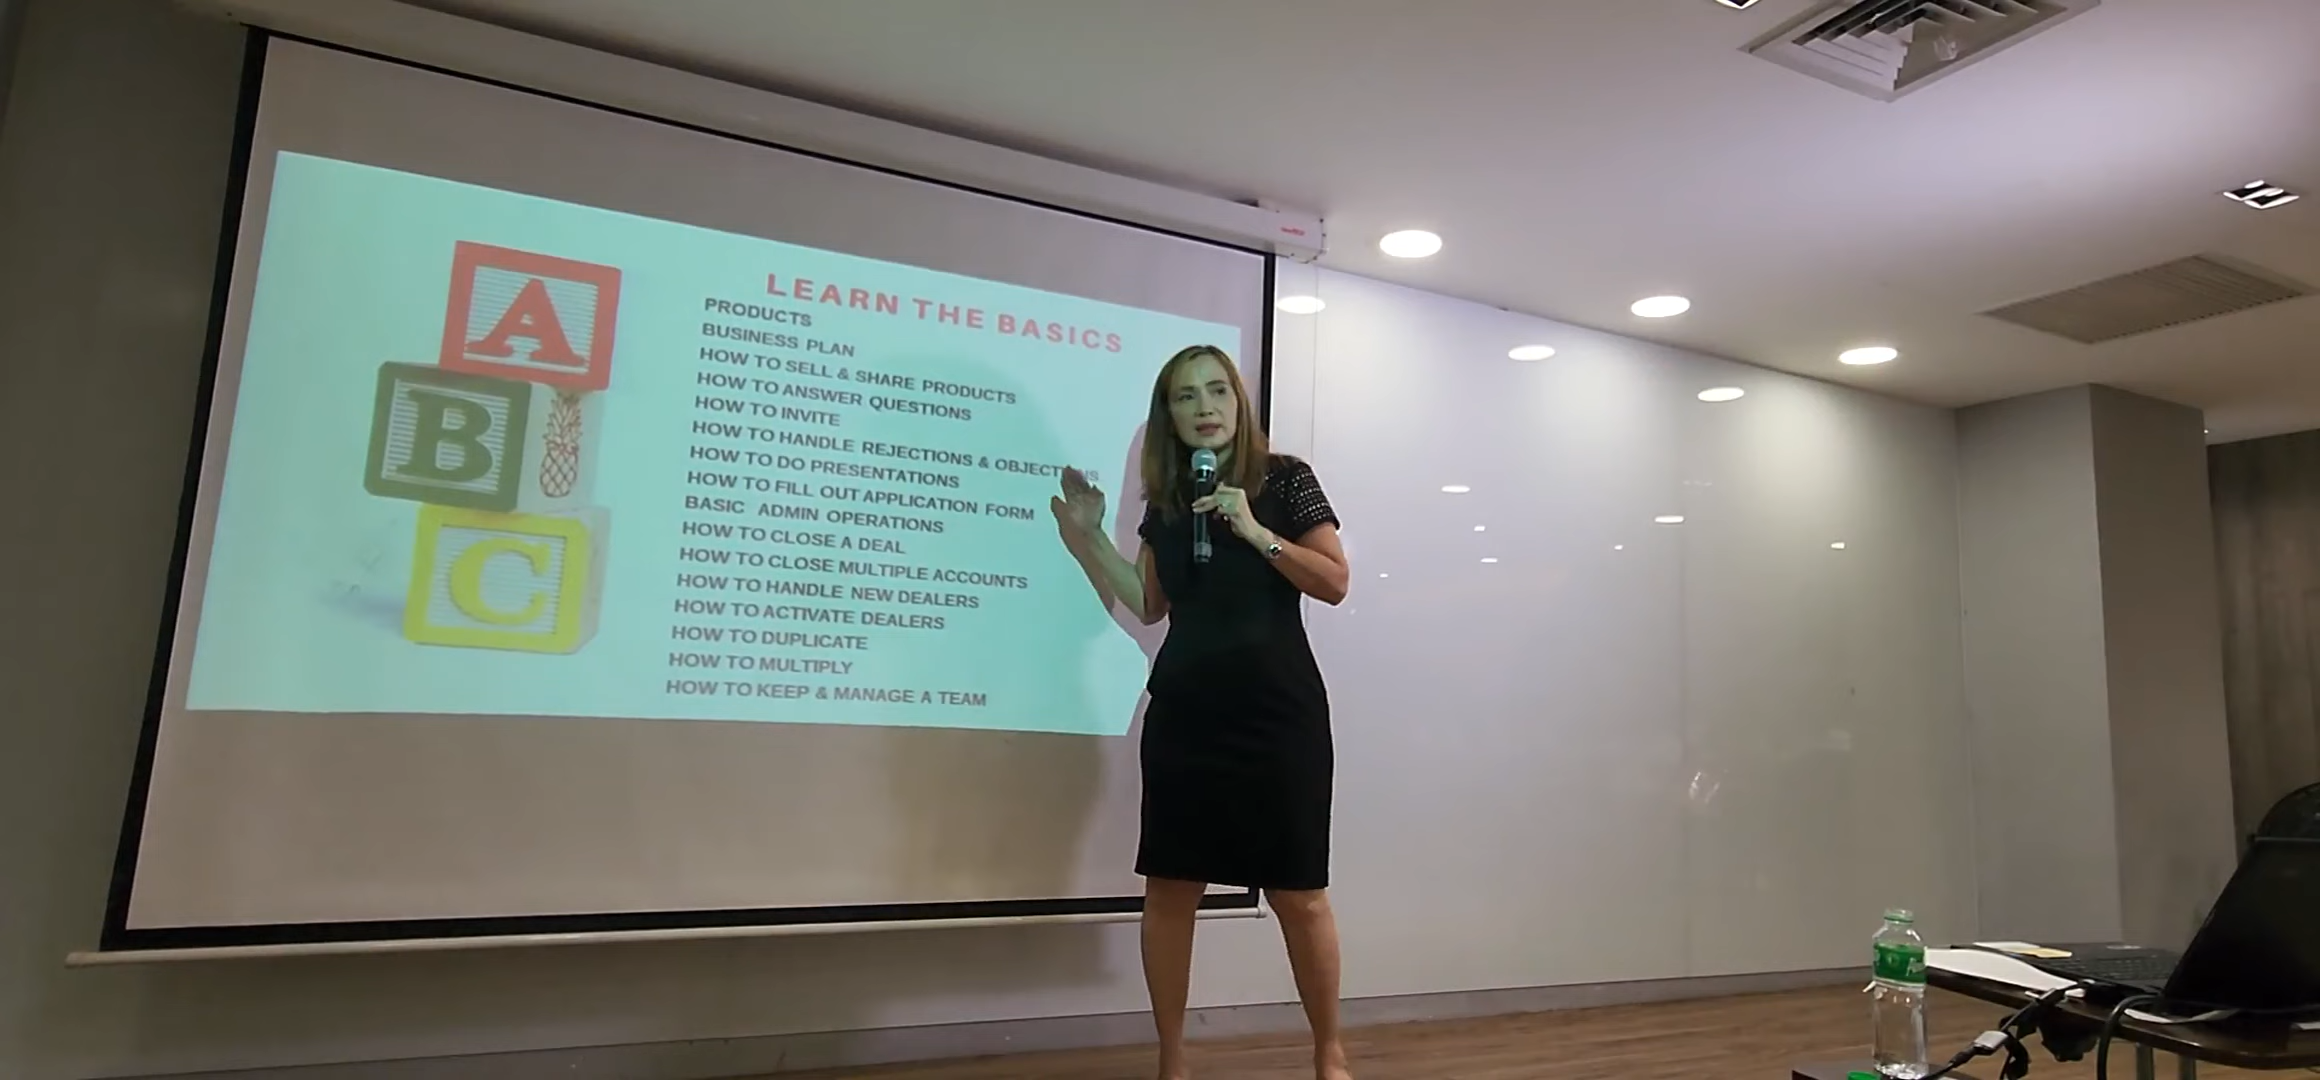 LEARN THE BASICS
PRODUCTS
BUSINESS PLAN
HOW TO SELL & SHARE PRODUCTS
HOW TO ANSWER QUESTIONS
HOW TO INVITE
HOW TO HANDLE REJECTIONS & OBJECTIONS
HOW TO DO PRESENTATIONS
HOW TO FILL OUT APPLICATION FORM
BASIC ADMIN OPERATIONS
HOW TO CLOSE A DEAL
HOW TO CLOSE MULTIPLE ACCOUNTS
HOW TO HANDLE NEW DEALERS
HOW TO ACTIVATE DEALERS
HOW TO DUPLICATE
HOW TO MULTIPLY
HOW TO KEEP & MANAGE A TEAM
A
B
C